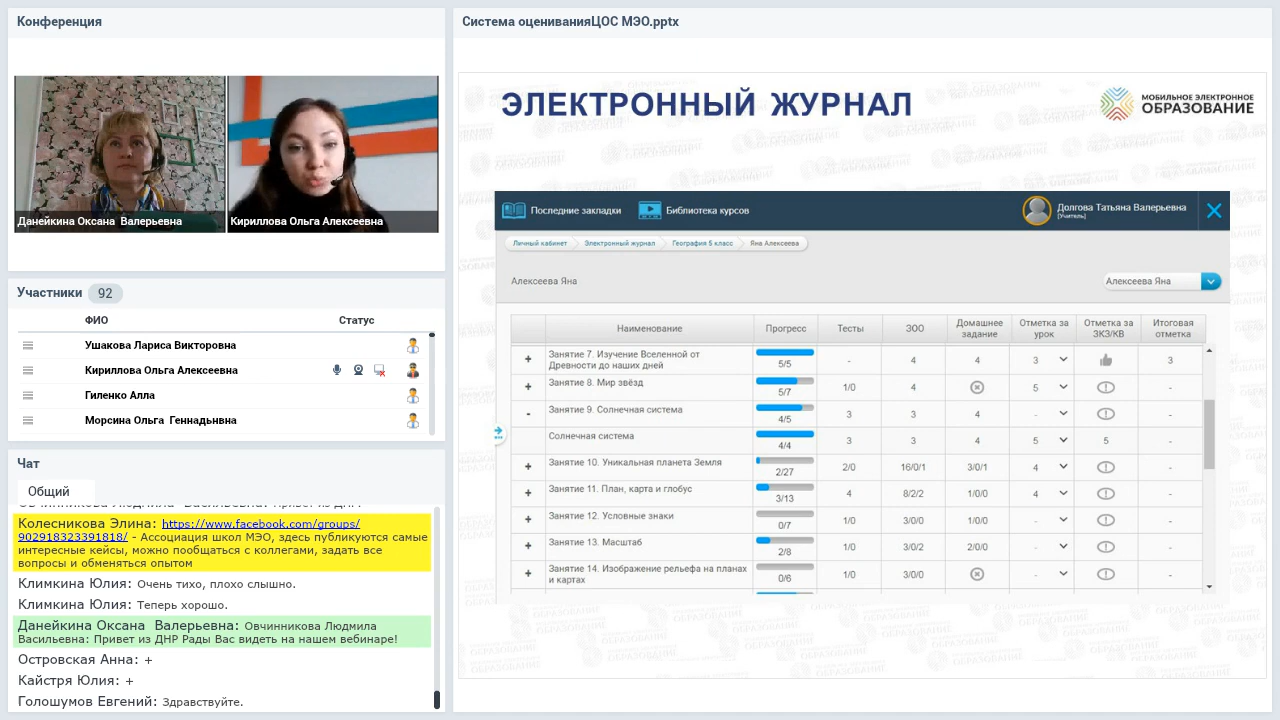 Конференция
Данейкина Оксана  Валерьевна
Кириллова Ольга Алексеевна
Участники 92
ФИО Статус
Ушакова Лариса Викторовна
Кириллова Ольга Алексеевна
Гиленко Алла
Морсина Ольга  Геннадьнвна
Чат
Общий
Колесникова Элина: https://www.facebook.com/groups/
902918323391818/ - Ассоциация школ МЭО, здесь публикуются самые
интересные кейсы, можно пообщаться с коллегами, задать все
вопросы и обменяться опытом
Климкина Юлия: Очень тихо, плохо слышно.
Климкина Юлия: Теперь хорошо.
Данейкина Оксана  Валерьевна: Овчинникова Людмила
Васильевна: Привет из ДНР Рады Вас видеть на нашем вебинаре!
Островская Анна: +
Кайстря Юлия: +
Голошумов Евгений: Здравствуйте.
Система оцениванияЦОС МЭО.pptx
ЭЛЕКТРОННЫЙ ЖУРНАЛ
МОБИЛЬНОЕ ЭЛЕКТРОННОЕ
ОБРАЗОВАНИЕ
Последние закладки Библиотека курсов Долгова Татьяна Валерьевна
[Учитель]
Личный кабинет Электронный журнал География 5 класс Яна Алексеева
Алексеева Яна Алексеева Яна
Наименование Прогресс Тесты ЗОО Домашнее задание Отметка за урок Отметка за ЗКЗ/КВ Итоговая отметка
+ Занятие 7. Изучение Вселенной от Древности до наших дней 5/5 - 4 4 3 3
+ Занятие 8. Мир звёзд 5/7 1/0 4 5 -
- Занятие 9. Солнечная система 4/5 3 3 4 - -
Солнечная система 4/4 3 3 4 5 5 -
+ Занятие 10. Уникальная планета Земля 2/27 2/0 16/0/1 3/0/1 4 -
+ Занятие 11. План, карта и глобус 3/13 4 8/2/2 1/0/0 4 -
+ Занятие 12. Условные знаки 0/7 1/0 3/0/0 1/0/0 - -
+ Занятие 13. Масштаб 2/8 1/0 3/0/2 2/0/0 - -
+ Занятие 14. Изображение рельефа на планах и картах 0/6 1/0 3/0/0 - -